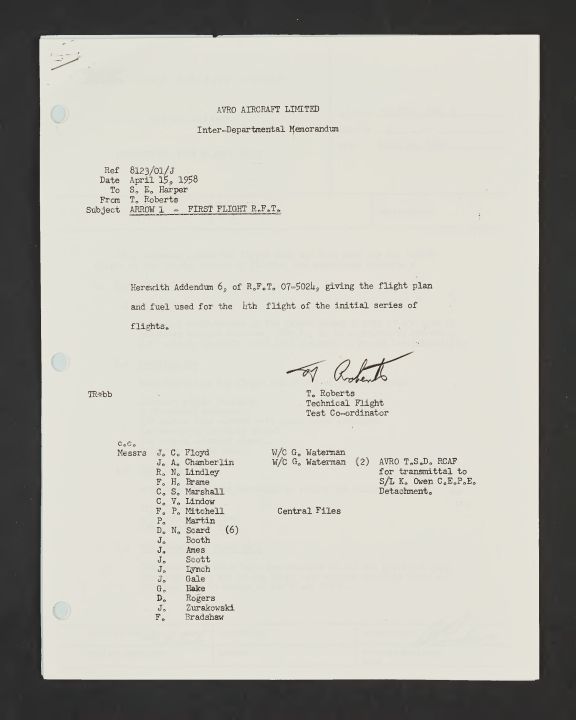 AVRO AIRCRAFT LIMITED
Inter-Departmental Memorandum
Ref 8123/01/J
Date April 15, 1958
To S. E. Harper
From T. Roberts
Subject ARROW 1 - FIRST FLIGHT R.F.T.
Herewith Addendum 6, of R.F.T. 07-5024, giving the flight plan
and fuel used for the 4th flight of the initial series of
flights.
T. Roberts
TR:bb T. Roberts
Technical Flight
Test Co-ordinator
c.c.
Messrs J. C. Floyd W/C G. Waterman
J. A. Chamberlin W/C G. Waterman (2) AVRO T.S.D. RCAF
R. N. Lindley for transmittal to
F. H. Brame S/L K. Owen C.E.P.E.
C. S. Marshall Detachment.
C. V. Lindow
F. P. Mitchell Central Files
P. Martin
D. N. Scard (6)
J. Booth
J. Ames
J. Scott
J. Lynch
J. Gale
G. Hake
D. Rogers
J. Zurakowski
F. Bradshaw